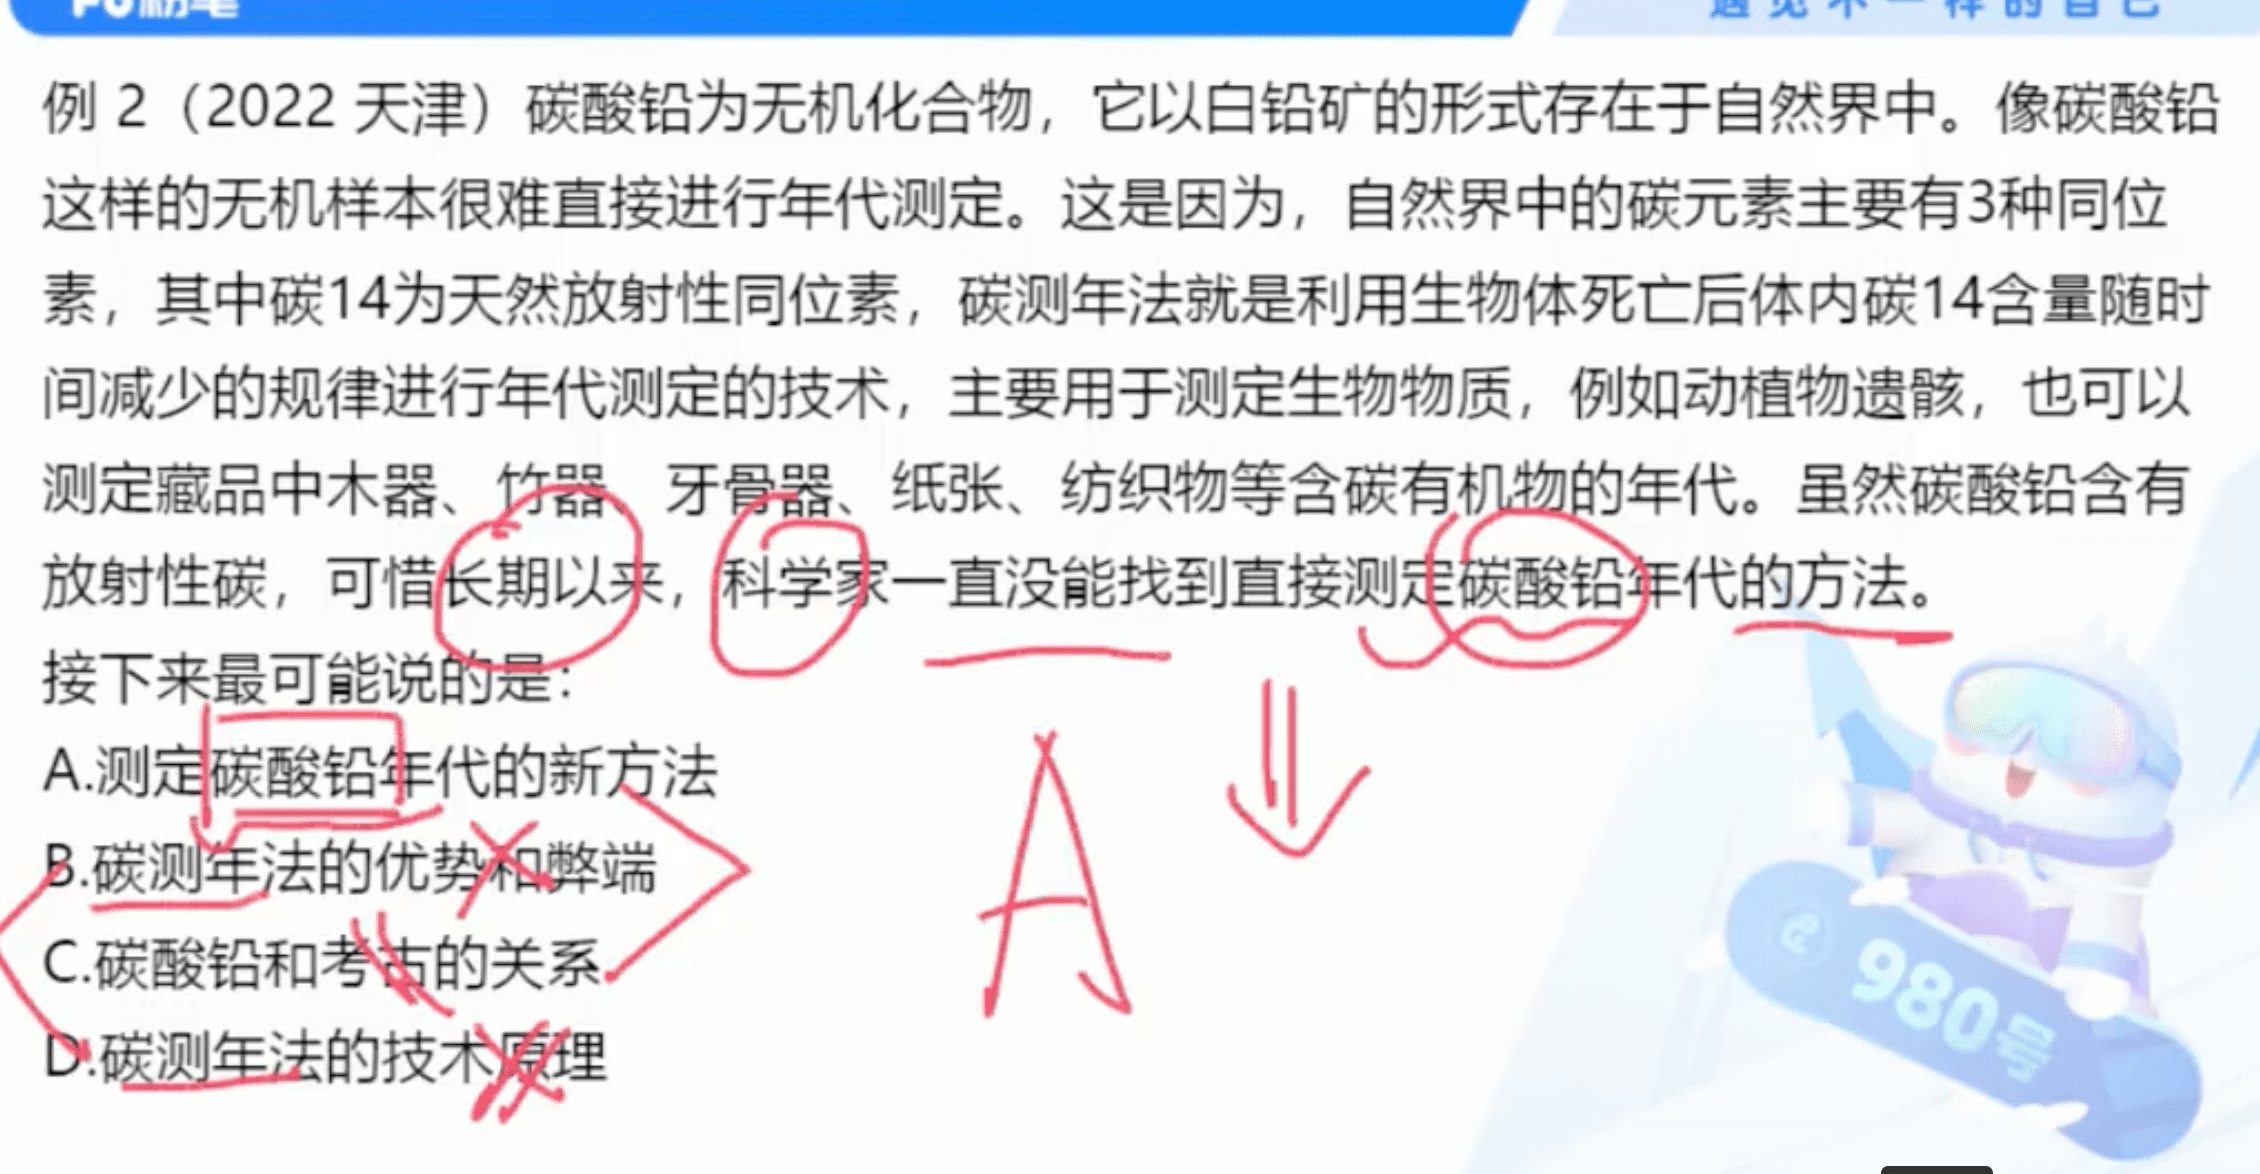 粉笔
遇见不一样的自己
例 2（2022 天津）碳酸铅为无机化合物，它以白铅矿的形式存在于自然界中。像碳酸铅
这样的无机样本很难直接进行年代测定。这是因为，自然界中的碳元素主要有3种同位
素，其中碳14为天然放射性同位素，碳测年法就是利用生物体死亡后体内碳14含量随时
间减少的规律进行年代测定的技术，主要用于测定生物物质，例如动植物遗骸，也可以
测定藏品中木器、竹器、牙骨器、纸张、纺织物等含碳有机物的年代。虽然碳酸铅含有
放射性碳，可惜长期以来，科学家一直没能找到直接测定碳酸铅年代的方法。
接下来最可能说的是：
A.测定碳酸铅年代的新方法
B.碳测年法的优势和弊端
C.碳酸铅和考古的关系
D.碳测年法的技术原理
A
980号